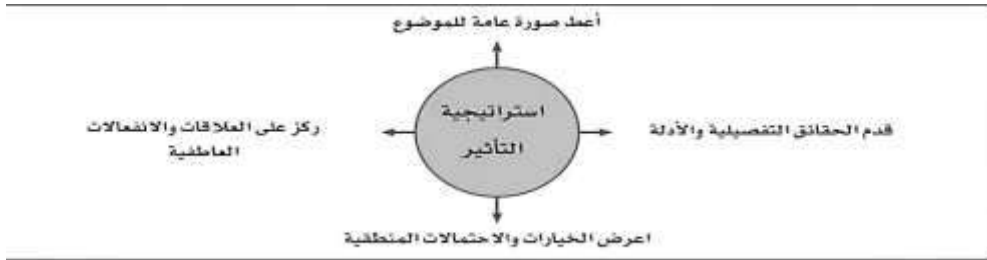 أعط صورة عامة للموضوع
استراتيجية
التأثير
قدم الحقائق التفصيلية والأدلة
ركز على العلاقات والانفعالات
العاطفية
اعرض الخيارات والاحتمالات المنطقية